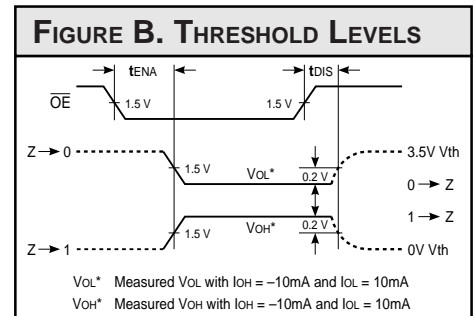 FIGURE B. THRESHOLD LEVELS
tENA tDIS
OE 1.5 V 1.5 V
Z 0 1.5 V VOL* 0.2 V 3.5V Vth
0 Z
1 Z
Z 1 1.5 V VOH* 0.2 V 0V Vth
VOL* Measured VOL with IOH = –10mA and IOL = 10mA
VOH* Measured VOH with IOH = –10mA and IOL = 10mA